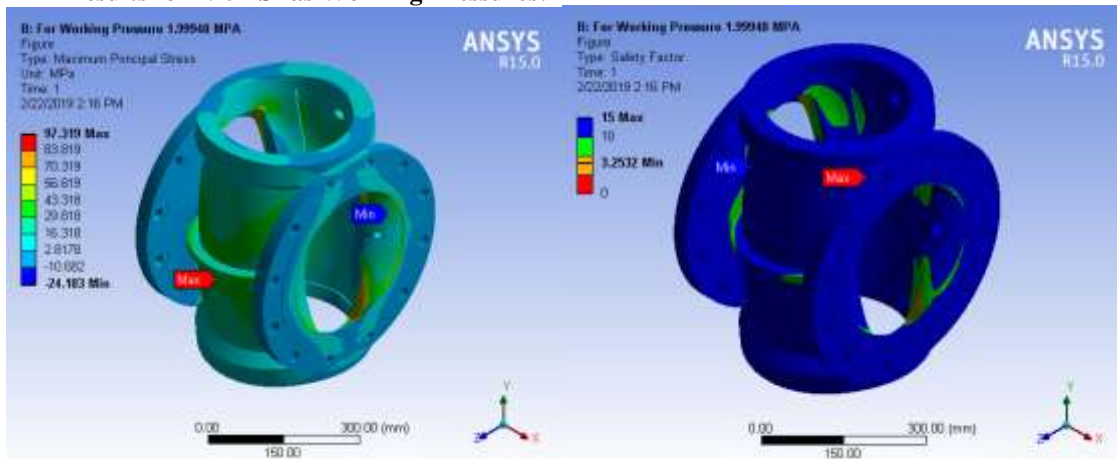 B: For Working Pressure 1.99948 MPA
Figure
Type: Maximum Principal Stress
Unit: MPa
Time: 1
2/22/2019 2:16 PM
97.319 Max
83.819
70.319
56.819
43.318
29.818
16.318
2.8178
-10.682
-24.183 Min
ANSYS
R15.0
Min
Max
0.00
300.00 (mm)
150.00
Y
Z
X
B: For Working Pressure 1.99948 MPA
Figure
Type: Safety Factor
Time: 1
2/22/2019 2:16 PM
15 Max
10
3.2532 Min
0
ANSYS
R15.0
Min
Max
0.00
300.00 (mm)
150.00
Y
Z
X